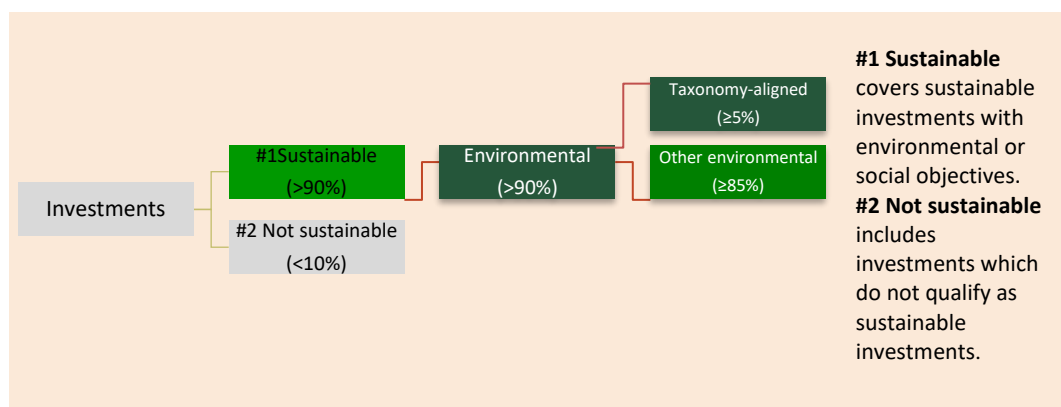 Investments
#1Sustainable
(>90%)
#2 Not sustainable
(<10%)
Environmental
(>90%)
Taxonomy-aligned
(≥5%)
Other environmental
(≥85%)
#1 Sustainable
covers sustainable
investments with
environmental or
social objectives.
#2 Not sustainable
includes
investments which
do not qualify as
sustainable
investments.